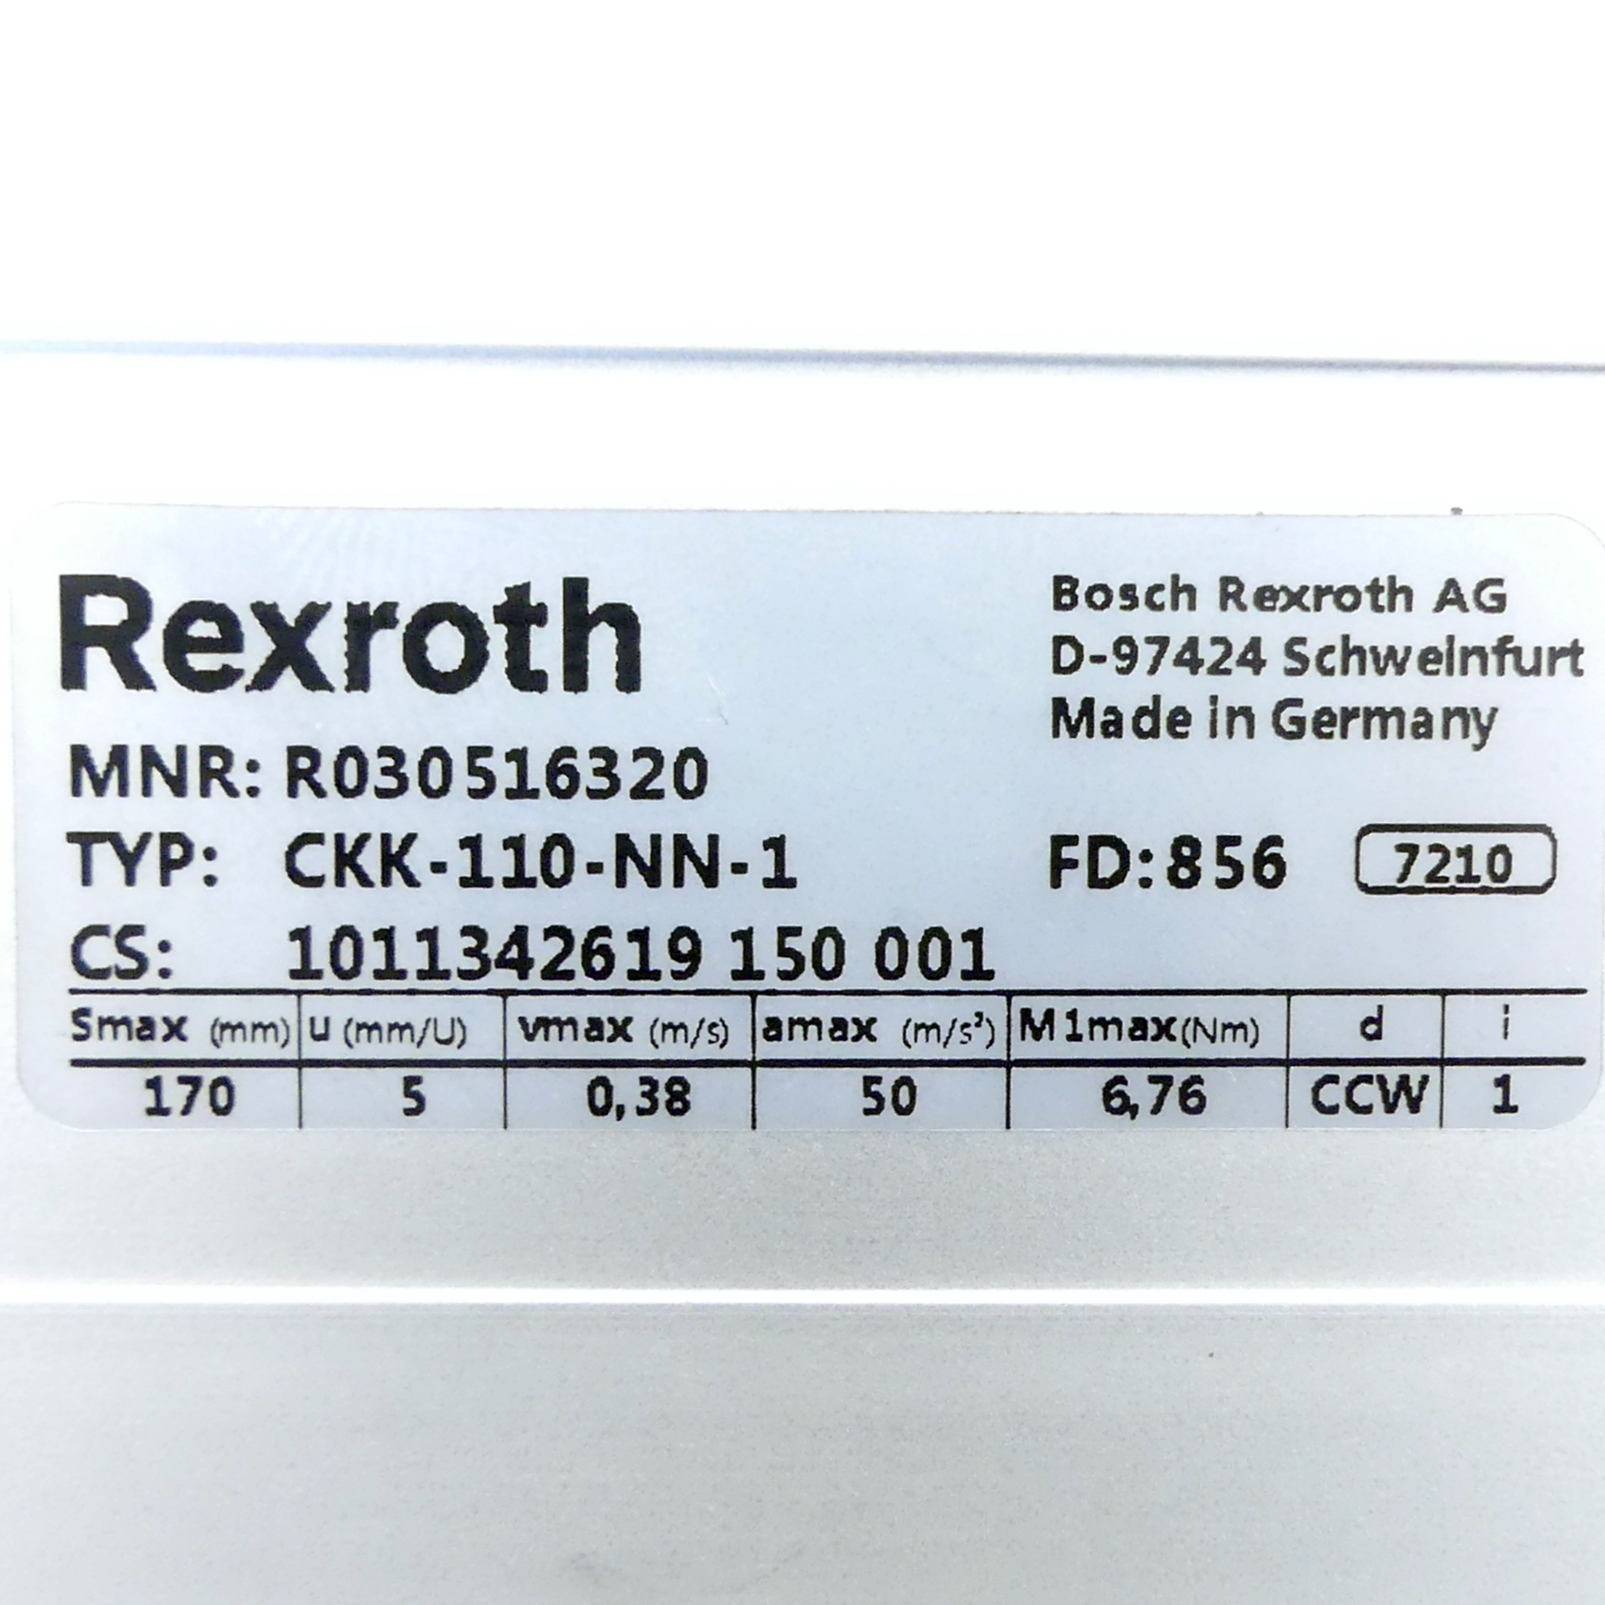 Rexroth
Bosch Rexroth AG
D-97424 Schweinfurt
Made in Germany
MNR: R030516320
TYP: CKK-110-NN-1 FD:856 7210
CS: 1011342619 150 001
Smax (mm) u (mm/U) vmax (m/s) amax (m/s²) M1max(Nm) d i
170 5 0,38 50 6,76 CCW 1